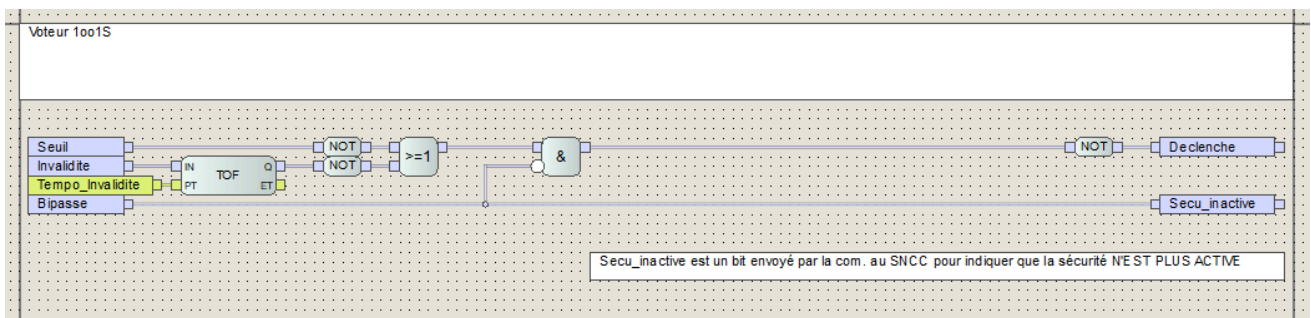 Voteur 1oo1S
Seuil NOT >=1 & NOT Declenche
Invalidite IN TOF Q NOT
Tempo_Invalidite PT ET
Bipasse Secu_inactive
Secu_inactive est un bit envoyé par la com. au SNCC pour indiquer que la sécurité N'EST PLUS ACTIVE